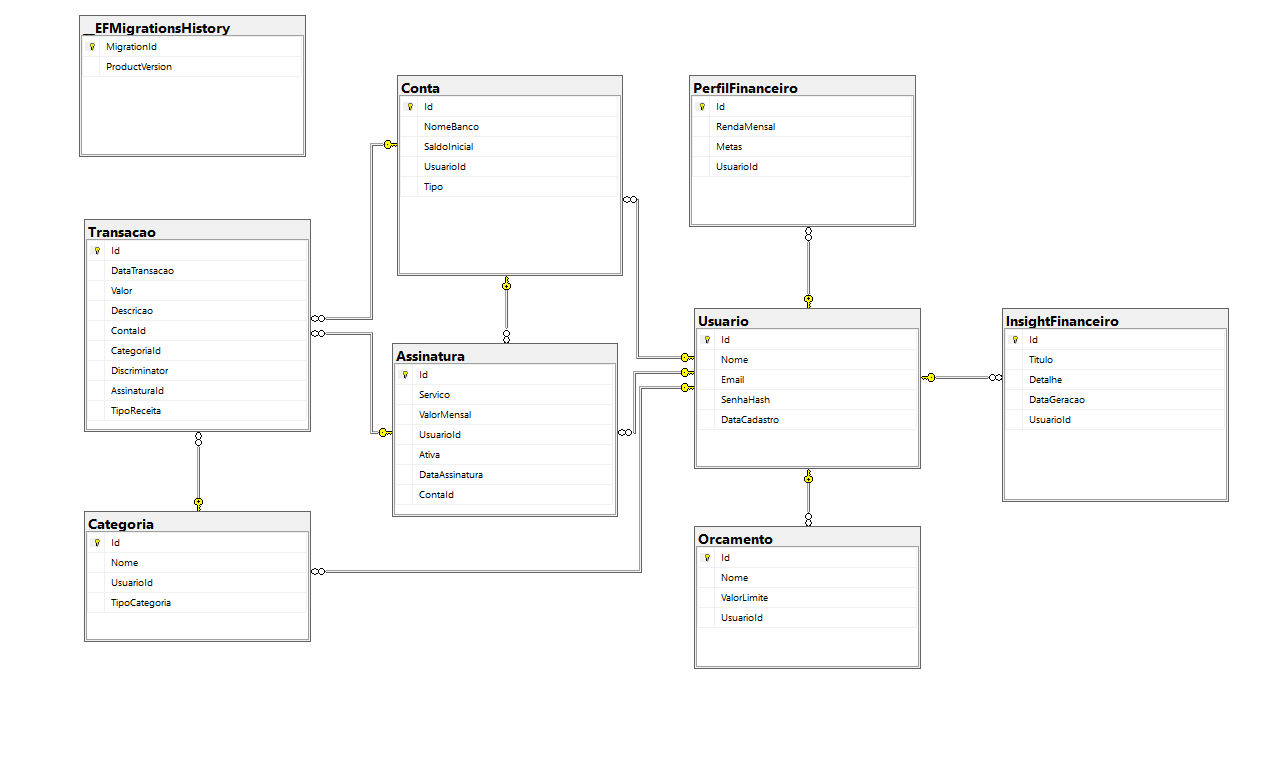 __EFMigrationsHistory
MigrationId
ProductVersion
Conta
Id
NomeBanco
SaldoInicial
UsuarioId
Tipo
PerfilFinanceiro
Id
RendaMensal
Metas
UsuarioId
Transacao
Id
DataTransacao
Valor
Descricao
ContaId
CategoriaId
Discriminator
AssinaturaId
TipoReceita
Assinatura
Id
Servico
ValorMensal
UsuarioId
Ativa
DataAssinatura
ContaId
Usuario
Id
Nome
Email
SenhaHash
DataCadastro
InsightFinanceiro
Id
Titulo
Detalhe
DataGeracao
UsuarioId
Categoria
Id
Nome
UsuarioId
TipoCategoria
Orcamento
Id
Nome
ValorLimite
UsuarioId